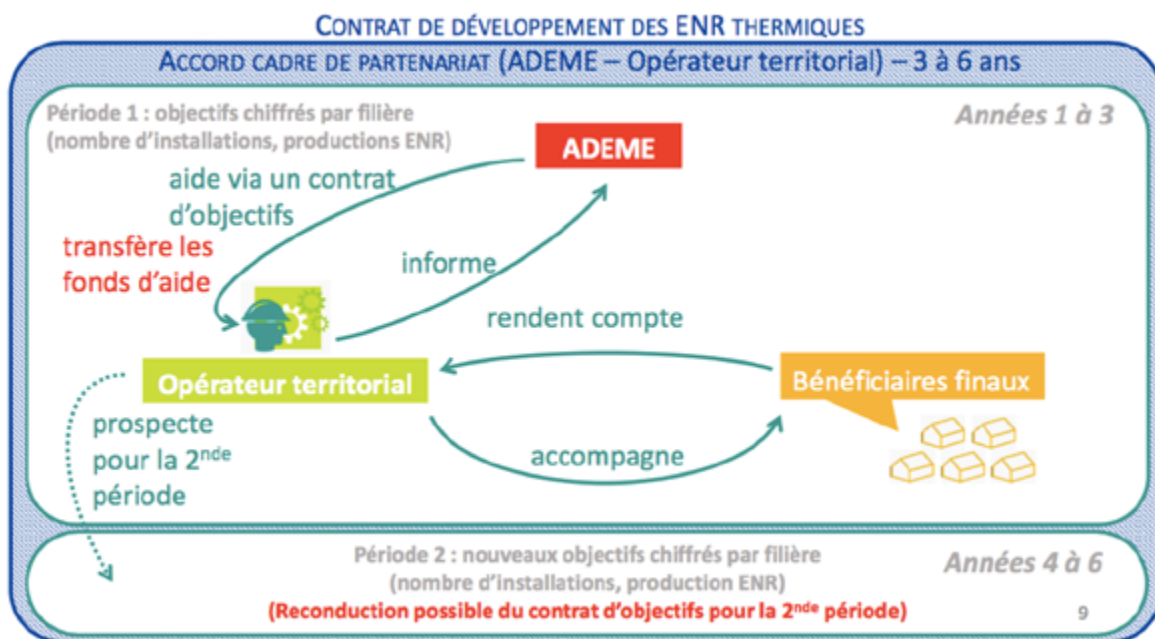 CONTRAT DE DÉVELOPPEMENT DES ENR THERMIQUES
ACCORD CADRE DE PARTENARIAT (ADEME – Opérateur territorial) – 3 à 6 ans
Période 1 : objectifs chiffrés par filière
(nombre d'installations, productions ENR)
Années 1 à 3
ADEME
aide via un contrat
d'objectifs
transfère les
fonds d'aide
informe
rendent compte
Opérateur territorial
Bénéficiaires finaux
prospecte
pour la 2nde
période
accompagne
Période 2 : nouveaux objectifs chiffrés par filière
(nombre d'installations, production ENR)
Années 4 à 6
(Reconduction possible du contrat d'objectifs pour la 2nde période)
9